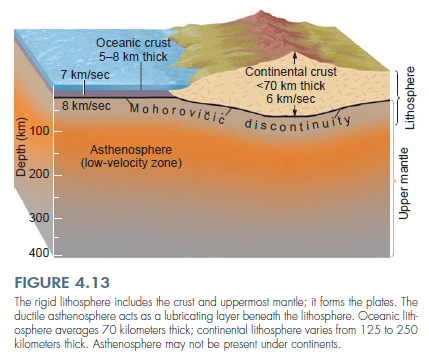 Oceanic crust
5–8 km thick
7 km/sec
Continental crust
<70 km thick
6 km/sec
8 km/sec
Mohorovičić discontinuity
Asthenosphere
(low-velocity zone)
Depth (km)
100
200
300
400
Lithosphere
Upper mantle
FIGURE 4.13
The rigid lithosphere includes the crust and uppermost mantle; it forms the plates. The
ductile asthenosphere acts as a lubricating layer beneath the lithosphere. Oceanic lith-
osphere averages 70 kilometers thick; continental lithosphere varies from 125 to 250
kilometers thick. Asthenosphere may not be present under continents.